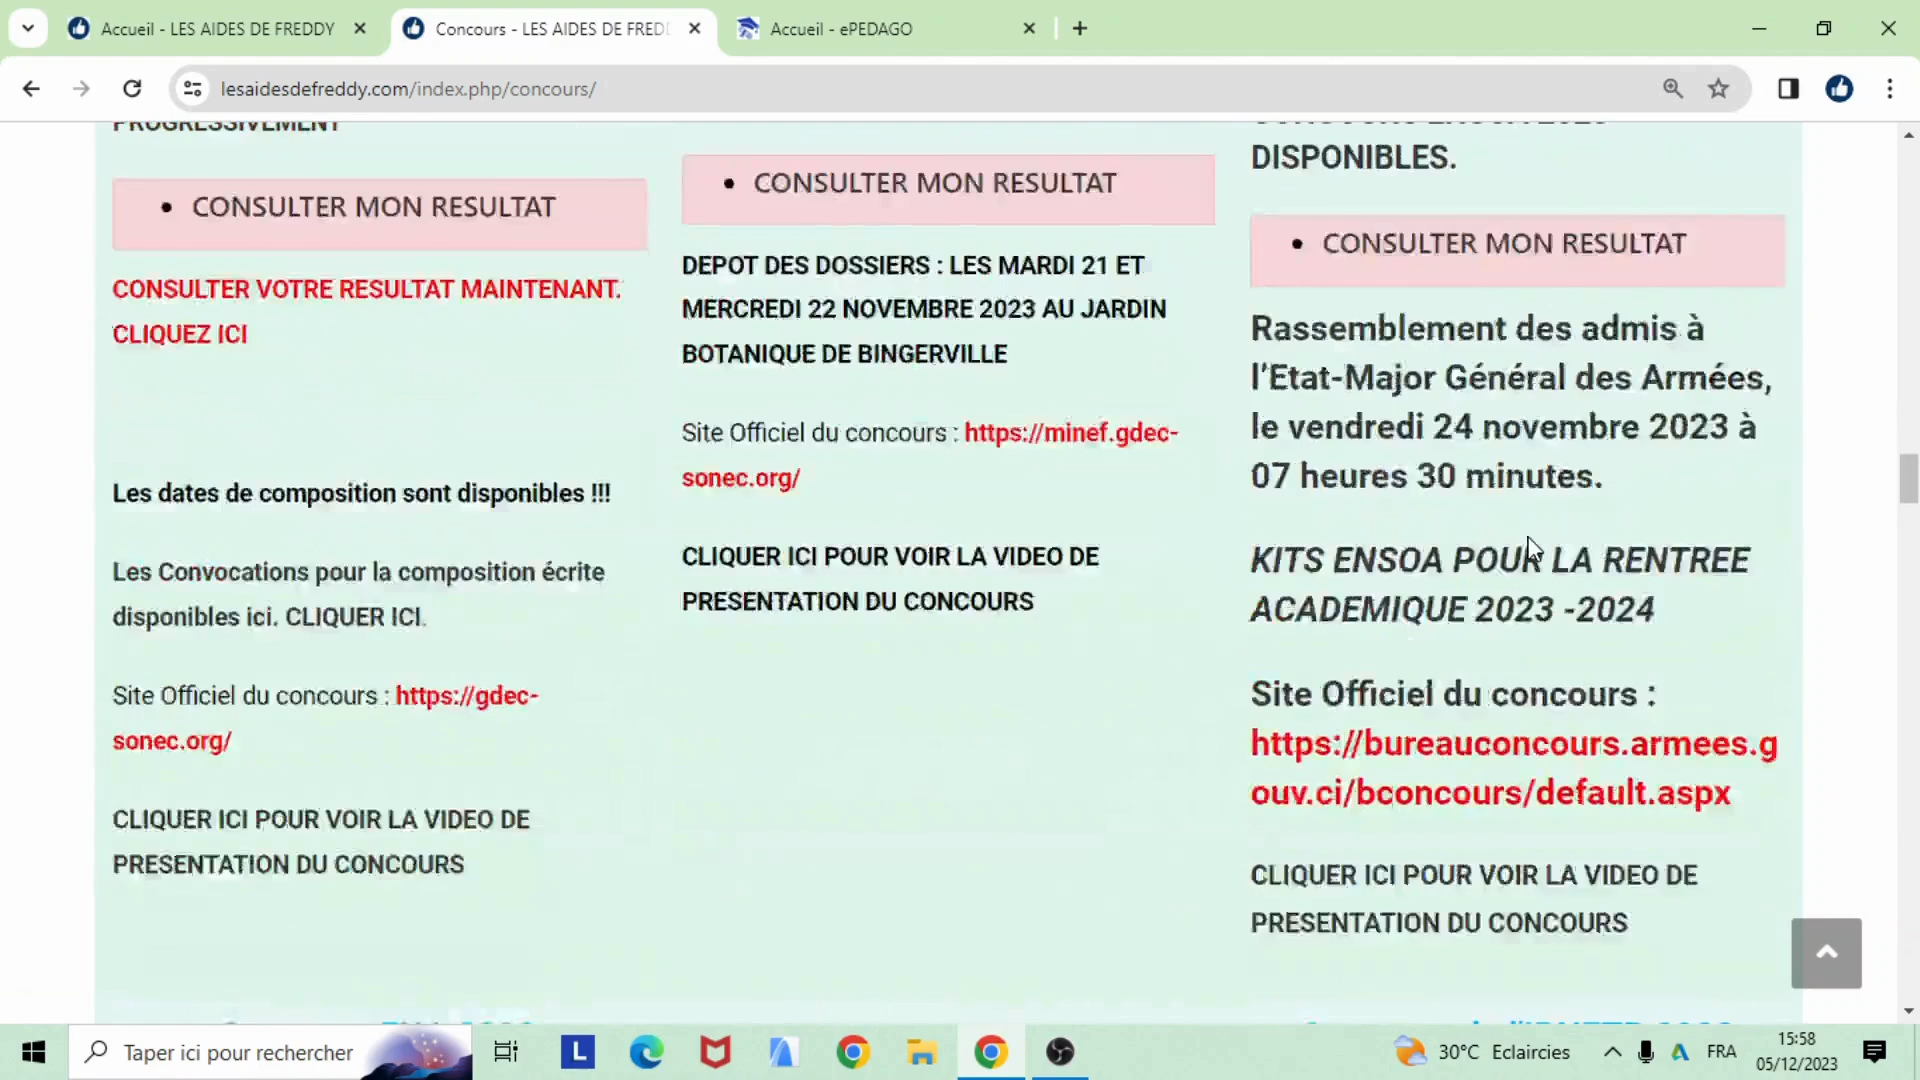 Accueil - LES AIDES DE FREDDY
Concours - LES AIDES DE FREDD
Accueil - ePEDAGO
lesaidesdefreddy.com/index.php/concours/
PROGRESSIVEMENT
CONSULTER MON RESULTAT
CONSULTER VOTRE RESULTAT MAINTENANT.
CLIQUEZ ICI
Les dates de composition sont disponibles !!!
Les Convocations pour la composition écrite
disponibles ici. CLIQUER ICI.
Site Officiel du concours : https://gdec-
sonec.org/
CLIQUER ICI POUR VOIR LA VIDEO DE
PRESENTATION DU CONCOURS
CONSULTER MON RESULTAT
DEPOT DES DOSSIERS : LES MARDI 21 ET
MERCREDI 22 NOVEMBRE 2023 AU JARDIN
BOTANIQUE DE BINGERVILLE
Site Officiel du concours : https://minef.gdec-
sonec.org/
CLIQUER ICI POUR VOIR LA VIDEO DE
PRESENTATION DU CONCOURS
DISPONIBLES.
CONSULTER MON RESULTAT
Rassemblement des admis à
l’Etat-Major Général des Armées,
le vendredi 24 novembre 2023 à
07 heures 30 minutes.
KITS ENSOA POUR LA RENTREE
ACADEMIQUE 2023 -2024
Site Officiel du concours :
https://bureauconcours.armees.g
ouv.ci/bconcours/default.aspx
CLIQUER ICI POUR VOIR LA VIDEO DE
PRESENTATION DU CONCOURS
Taper ici pour rechercher
L
30°C Eclaircies
FRA
15:58
05/12/2023